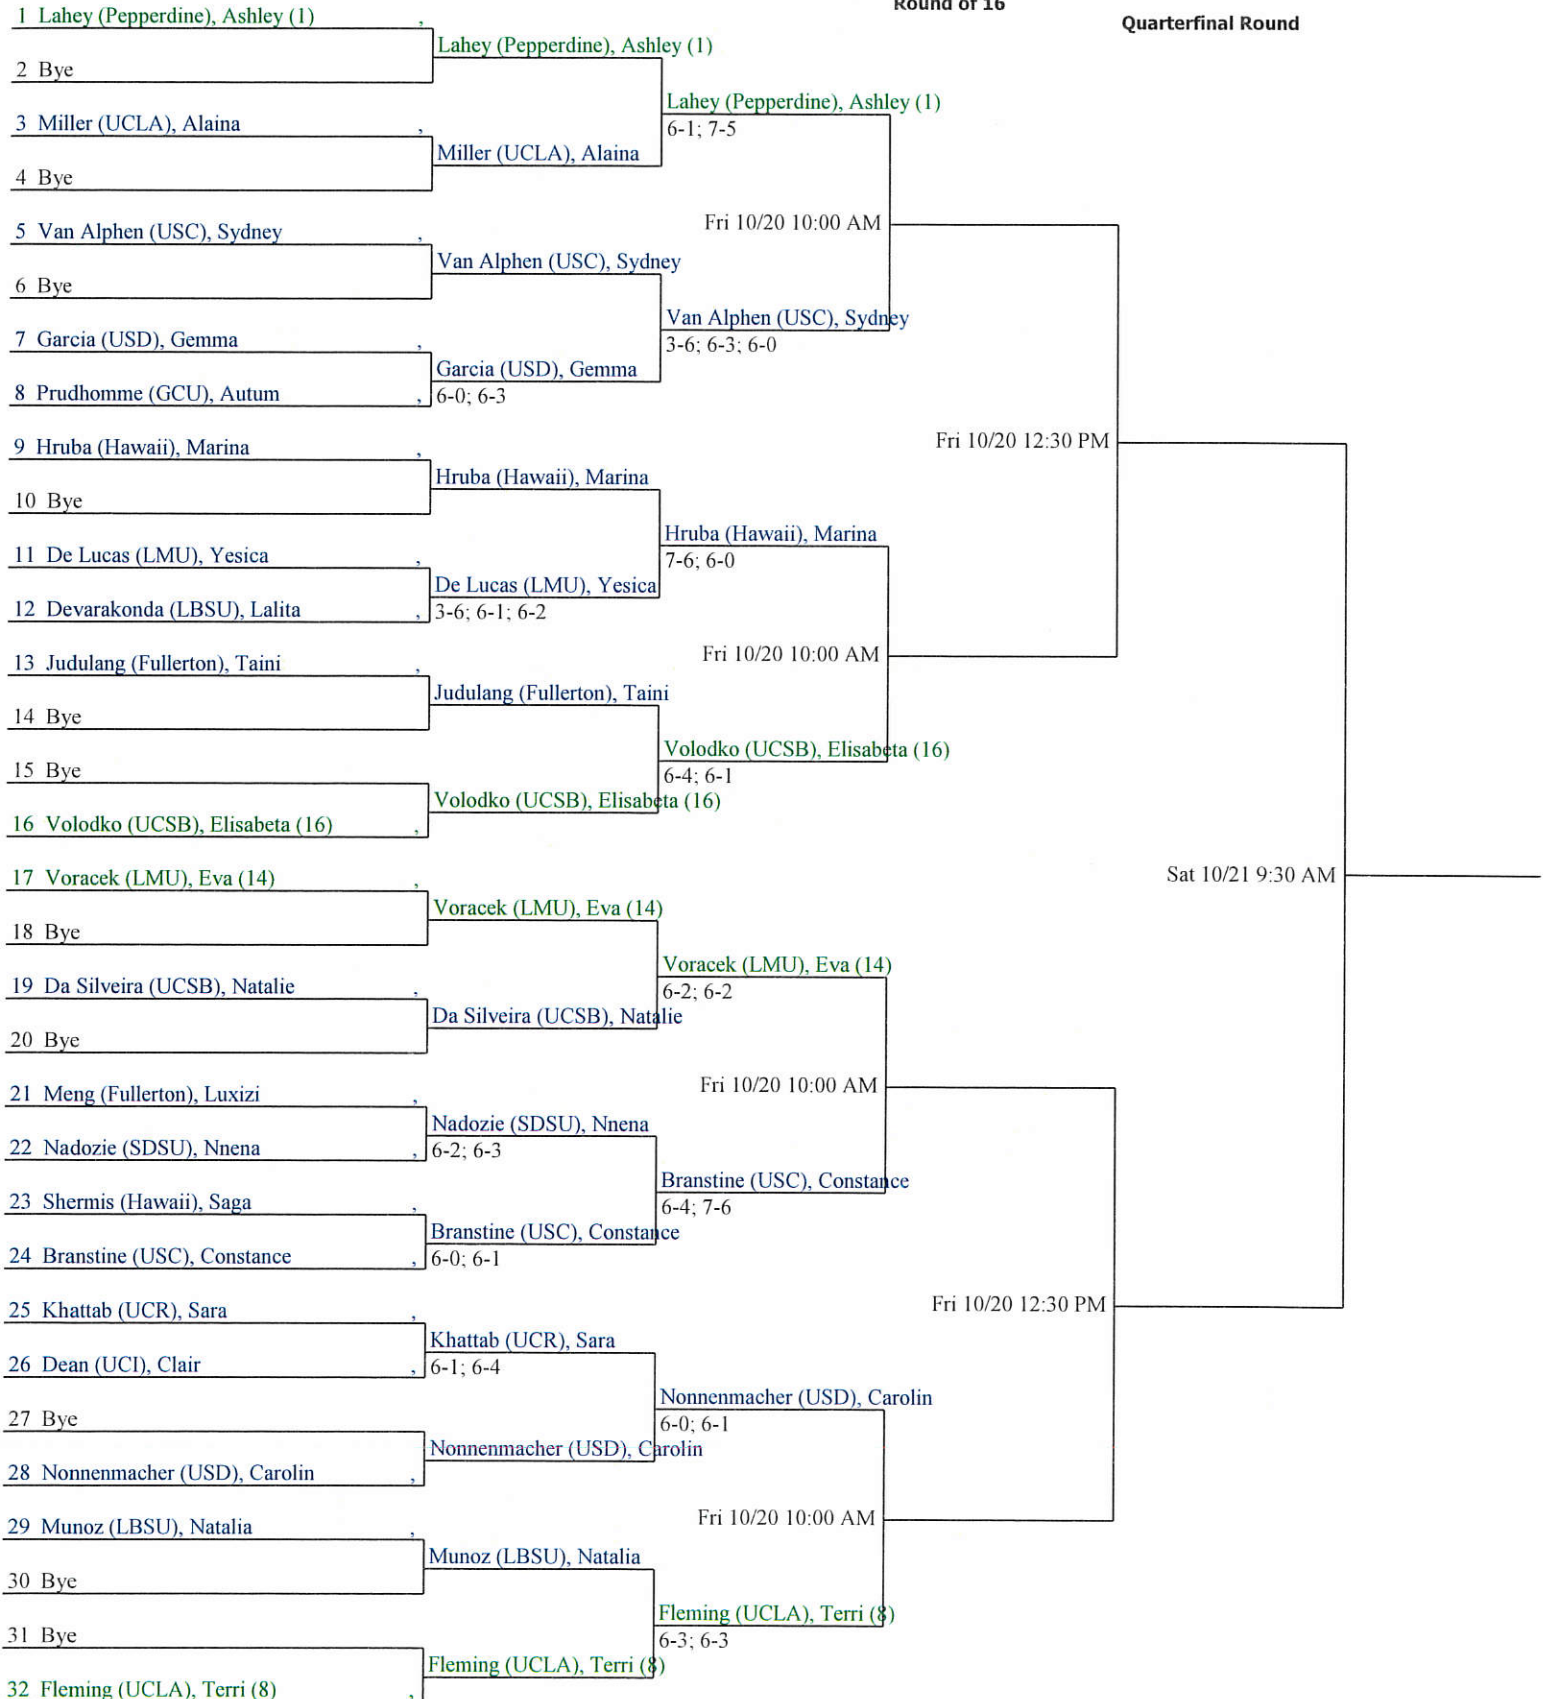 Round of 16
Quarterfinal Round
1 Lahey (Pepperdine), Ashley (1) ,
Lahey (Pepperdine), Ashley (1)
2 Bye
Lahey (Pepperdine), Ashley (1)
6-1; 7-5
3 Miller (UCLA), Alaina ,
Miller (UCLA), Alaina
4 Bye
Fri 10/20 10:00 AM
5 Van Alphen (USC), Sydney ,
Van Alphen (USC), Sydney
6 Bye
Van Alphen (USC), Sydney
3-6; 6-3; 6-0
7 Garcia (USD), Gemma ,
Garcia (USD), Gemma
6-0; 6-3
8 Prudhomme (GCU), Autum ,
Fri 10/20 12:30 PM
9 Hruba (Hawaii), Marina ,
Hruba (Hawaii), Marina
10 Bye
Hruba (Hawaii), Marina
7-6; 6-0
11 De Lucas (LMU), Yesica ,
De Lucas (LMU), Yesica
3-6; 6-1; 6-2
12 Devarakonda (LBSU), Lalita ,
Fri 10/20 10:00 AM
13 Judulang (Fullerton), Taini ,
Judulang (Fullerton), Taini
14 Bye
Volodko (UCSB), Elisabeta (16)
6-4; 6-1
15 Bye
Volodko (UCSB), Elisabeta (16)
16 Volodko (UCSB), Elisabeta (16) ,
Sat 10/21 9:30 AM
17 Voracek (LMU), Eva (14) ,
Voracek (LMU), Eva (14)
18 Bye
Voracek (LMU), Eva (14)
6-2; 6-2
19 Da Silveira (UCSB), Natalie ,
Da Silveira (UCSB), Natalie
20 Bye
Fri 10/20 10:00 AM
21 Meng (Fullerton), Luxizi ,
Nadozie (SDSU), Nnena
6-2; 6-3
22 Nadozie (SDSU), Nnena ,
Branstine (USC), Constance
6-4; 7-6
23 Shermis (Hawaii), Saga ,
Branstine (USC), Constance
6-0; 6-1
24 Branstine (USC), Constance ,
Fri 10/20 12:30 PM
25 Khattab (UCR), Sara ,
Khattab (UCR), Sara
6-1; 6-4
26 Dean (UCI), Clair ,
Nonnenmacher (USD), Carolin
6-0; 6-1
27 Bye
Nonnenmacher (USD), Carolin
28 Nonnenmacher (USD), Carolin ,
Fri 10/20 10:00 AM
29 Munoz (LBSU), Natalia ,
Munoz (LBSU), Natalia
30 Bye
Fleming (UCLA), Terri (8)
6-3; 6-3
31 Bye
Fleming (UCLA), Terri (8)
32 Fleming (UCLA), Terri (8) ,